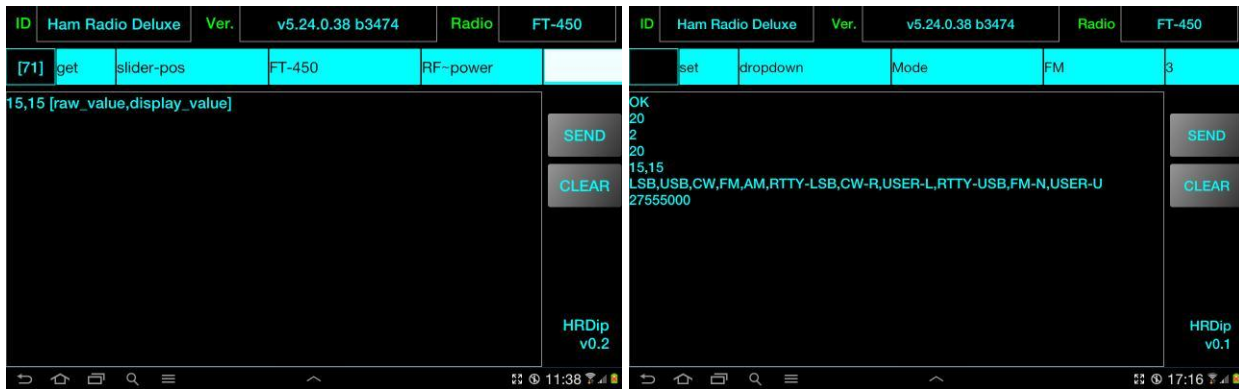 ID Ham Radio Deluxe Ver. v5.24.0.38 b3474 Radio FT-450
[71] get slider-pos FT-450 RF~power
15,15 [raw_value,display_value]
SEND
CLEAR
HRDip
v0.2
11:38
ID Ham Radio Deluxe Ver. v5.24.0.38 b3474 Radio FT-450
set dropdown Mode FM 3
OK
20
2
20
15,15
LSB,USB,CW,FM,AM,RTTY-LSB,CW-R,USER-L,RTTY-USB,FM-N,USER-U
27555000
SEND
CLEAR
HRDip
v0.1
17:16